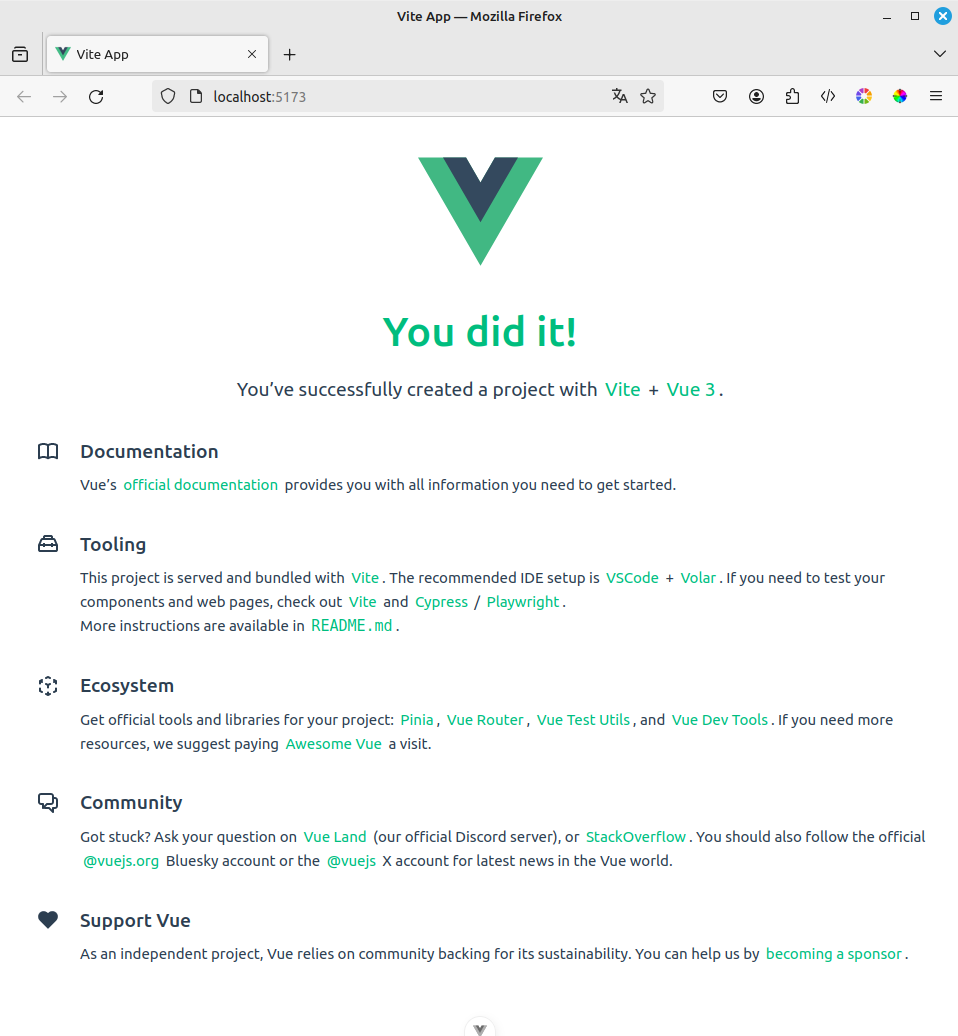 Vite App — Mozilla Firefox
Vite App
localhost:5173
You did it!
You’ve successfully created a project with Vite + Vue 3.
Documentation
Vue’s official documentation provides you with all information you need to get started.
Tooling
This project is served and bundled with Vite. The recommended IDE setup is VSCode + Volar. If you need to test your
components and web pages, check out Vite and Cypress / Playwright.
More instructions are available in README.md.
Ecosystem
Get official tools and libraries for your project: Pinia, Vue Router, Vue Test Utils, and Vue Dev Tools. If you need more
resources, we suggest paying Awesome Vue a visit.
Community
Got stuck? Ask your question on Vue Land (our official Discord server), or StackOverflow. You should also follow the official
@vuejs.org Bluesky account or the @vuejs X account for latest news in the Vue world.
Support Vue
As an independent project, Vue relies on community backing for its sustainability. You can help us by becoming a sponsor.